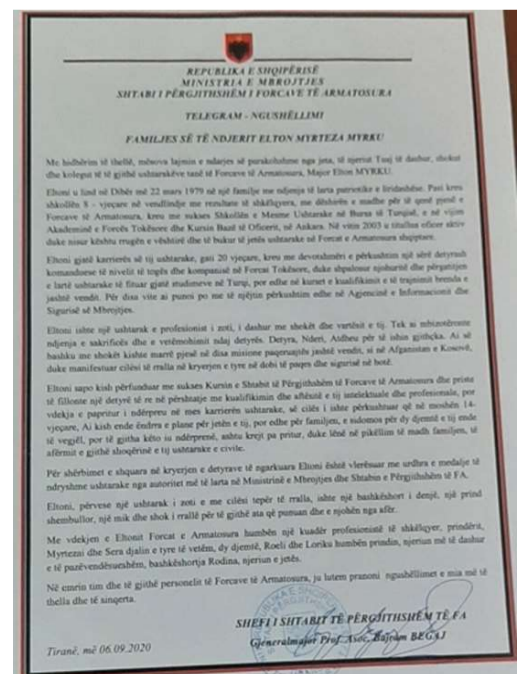 REPUBLIKA E SHQIPËRISË
MINISTRIA E MBROJTJES
SHTABI I PËRGJITHSHËM I FORCAVE TË ARMATOSURA
TELEGRAM - NGUSHËLLIMI
FAMILJES SË TË NDJERIT ELTON MYRTEZA MYRKU
Me hidhërim të thellë, mësova lajmin e ndarjes së parakohshme nga jeta, të njeriut Tuaj të dashur, shokut
dhe kolegut të të gjithë ushtarakëve tanë të Forcave të Armatosura, Major Elton MYRKU.
Eltoni u lind në Dibër më 22 mars 1979 në një familje me ndjenja të larta patriotike e liridashëse. Pasi kreu
shkollën 8 - vjeçare në vendlindje me rezultate të shkëlqyera, me dëshirën e madhe për të qenë pjesë e
Forcave të Armatosura, kreu me sukses Shkollën e Mesme Ushtarake në Bursa të Turqisë, e në vijim
Akademinë e Forcës Tokësore dhe Kursin Bazë të Oficerit, në Ankara. Në vitin 2003 u titullua oficer aktiv
duke nisur kështu rrugën e vështirë dhe të bukur të jetës ushtarake në Forcat e Armatosura shqiptare.
Eltoni gjatë karrierës së tij ushtarake, gati 20 vjeçare, kreu me devotshmëri e përkushtim një sërë detyrash
komanduese të nivelit të togës dhe kompanisë në Forcat Tokësore, duke shpalosur njohuritë dhe përgatitjen
e lartë ushtarake të fituar gjatë studimeve në Turqi, por edhe në kurset e kualifikimit e të trajnimit brenda e
jashtë vendit. Për disa vite ai punoi po me të njëjtin përkushtim edhe në Agjencinë e Informacionit dhe
Sigurisë së Mbrojtjes.
Eltoni ishte një ushtarak e profesionist i zoti, i dashur me shokët dhe vartësit e tij. Tek ai mbizotëronte
ndjenja e sakrificës dhe e vetëmohimit ndaj detyrës. Detyra, Nderi, Atdheu për të ishin gjithçka. Ai së
bashku me shokët kishte marrë pjesë në disa misione paqeruajtës jashtë vendit, si në Afganistan e Kosovë,
duke manifestuar cilësi të rralla në kryerjen e tyre në dobi të paqes dhe sigurisë në botë.
Eltoni sapo kish përfunduar me sukses Kursin e Shtabit të Përgjithshëm të Forcave të Armatosura dhe priste
të fillonte një detyrë të re në përshtatje me kualifikimin dhe aftësitë e tij intelektuale dhe profesionale, por
vdekja e papritur i ndërpreu në mes karrierën ushtarake, së cilës i ishte përkushtuar që në moshën 14-
vjeçare, Ai kish ende ëndrra e plane për jetën e tij, por edhe për familjen, e sidomos për dy djemtë e tij ende
të vegjël, por të gjitha këto iu ndërprenë, ashtu krejt pa pritur, duke lënë në pikëllim të madh familjen, të
afërmit e gjithë shoqërinë e tij ushtarake e civile.
Për shërbimet e shquara në kryerjen e detyrave të ngarkuara Eltoni është vlerësuar me urdhra e medalje të
ndryshme ushtarake nga autoritet më të larta në Ministrinë e Mbrojtjes dhe Shtabin e Përgjithshëm të FA.
Eltoni, përvese një ushtarak i zoti e me cilësi tepër të rralla, ishte një bashkëshort i denjë, një prind
shembullor, një mik dhe shok i rrallë për të gjithë ata që punuan dhe e njohën nga afër.
Me vdekjen e Eltonit Forcat e Armatosura humbën një kuadër profesionistë të shkëlqyer, prindërit,
Myrtezai dhe Sera djalin e tyre të vetëm, dy djemtë, Roeli dhe Loriku humbën prindin, njeriun më të dashur
e të pazëvendësueshëm, bashkëshortja Rodina, njeriun e jetës.
Në emrin tim dhe të gjithë personelit të Forcave të Armatosura, ju lutem pranoni ngushëllimet e mia më të
thella dhe të sinqerta.
SHEFI I SHTABIT TË PËRGJITHSHËM TË FA
Gjeneralmajor Prof. Asoc. Bajram BEGAJ
Tiranë, më 06.09.2020